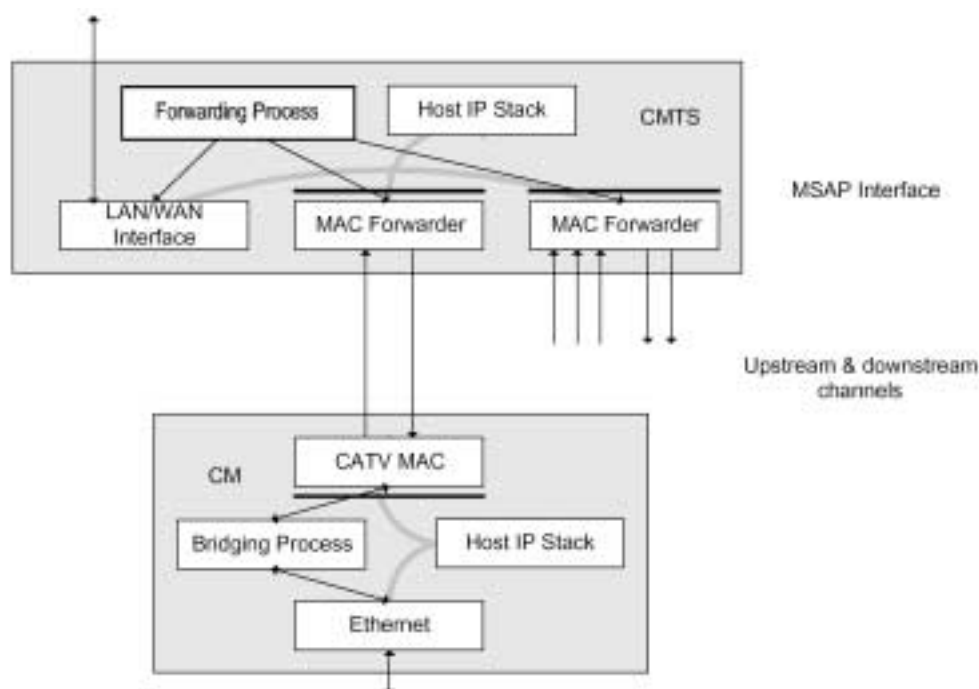 Forwarding Process
Host IP Stack
CMTS
MSAP Interface
LAN/WAN
Interface
MAC Forwarder
MAC Forwarder
Upstream & downstream
channels
CATV MAC
CM
Bridging Process
Host IP Stack
Ethernet